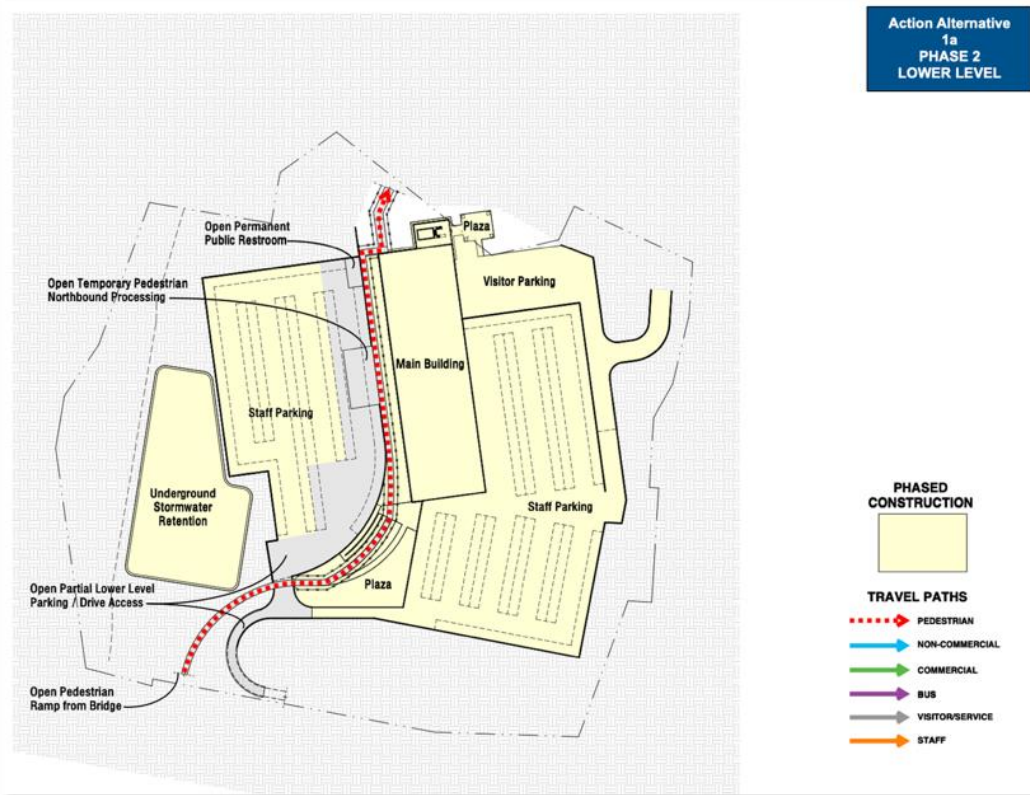 Action Alternative
1a
PHASE 2
LOWER LEVEL
Open Permanent
Public Restroom
Plaza
Open Temporary Pedestrian
Northbound Processing
Visitor Parking
Main Building
Staff Parking
Underground
Stormwater
Retention
Staff Parking
Open Partial Lower Level
Parking / Drive Access
Plaza
Open Pedestrian
Ramp from Bridge
PHASED
CONSTRUCTION
TRAVEL PATHS
PEDESTRIAN
NON-COMMERCIAL
COMMERCIAL
BUS
VISITOR/SERVICE
STAFF